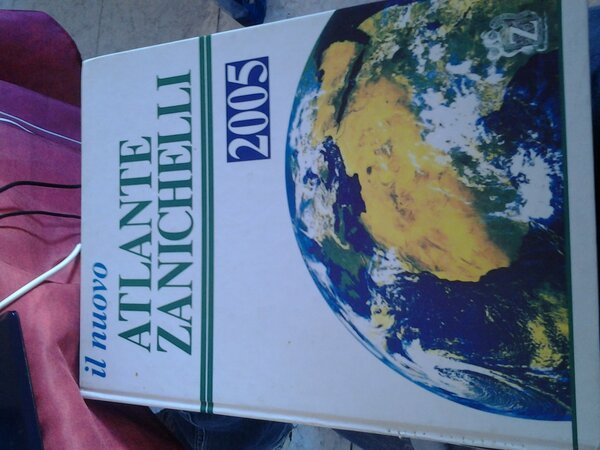 il nuovo
ATLANTE
ZANICHELLI
2005
Z